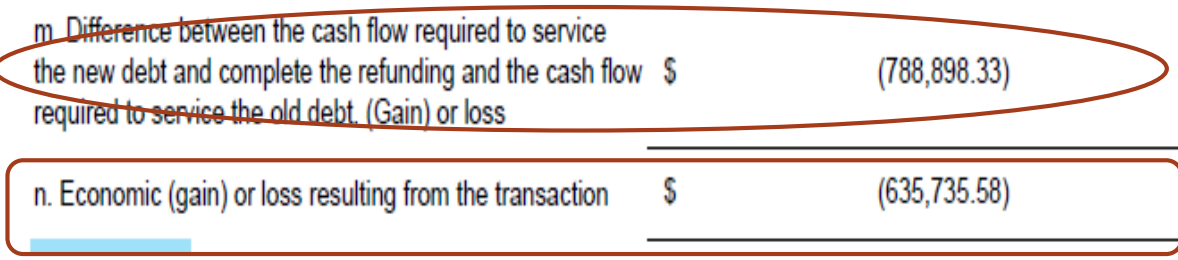 m. Difference between the cash flow required to service
the new debt and complete the refunding and the cash flow $ (788,898.33)
required to service the old debt. (Gain) or loss
n. Economic (gain) or loss resulting from the transaction $ (635,735.58)